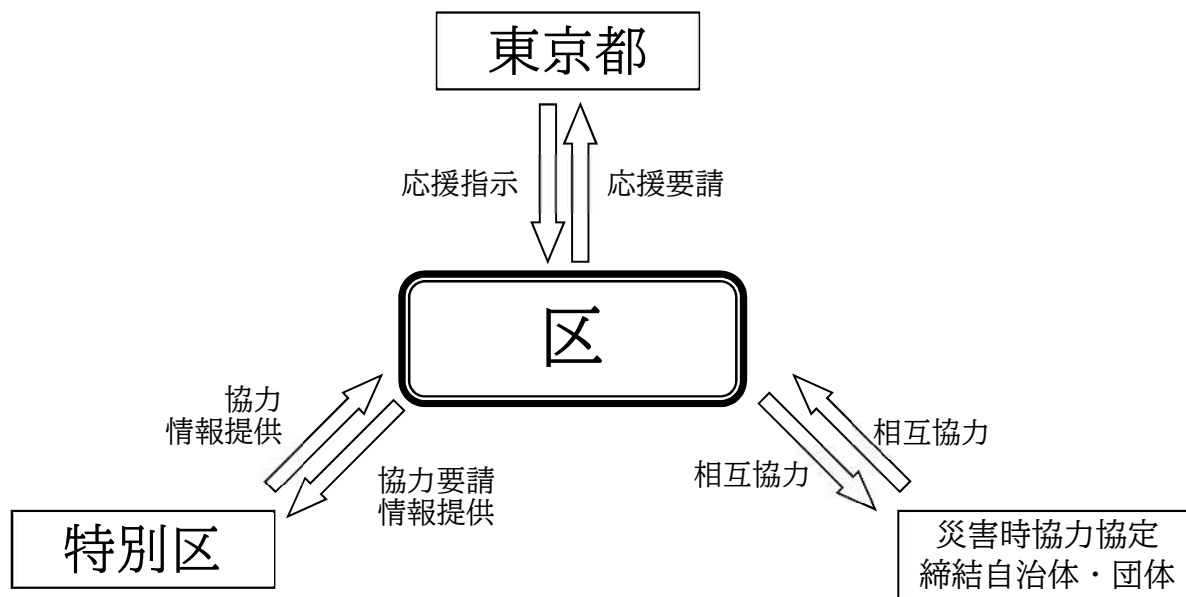 東京都
応援指示
応援要請
区
協力
情報提供
協力要請
情報提供
相互協力
相互協力
特別区
災害時協力協定
締結自治体・団体